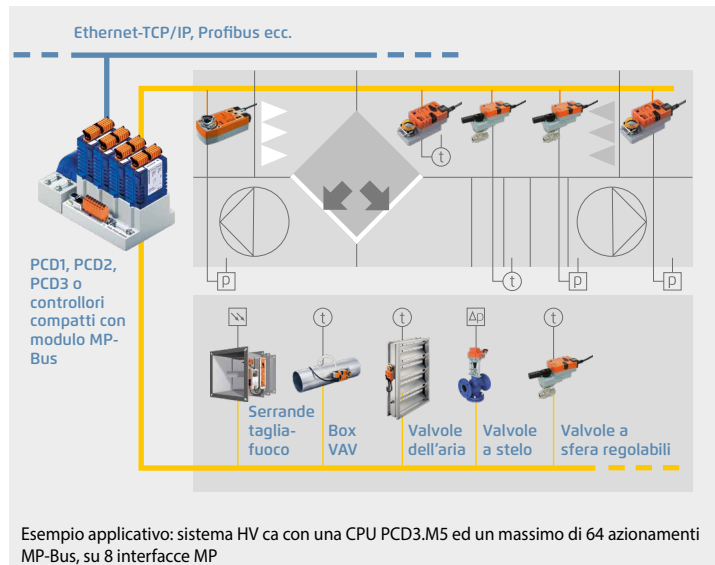 Ethernet-TCP/IP, Profibus ecc.
t
p
t
p
p
PCD1, PCD2,
PCD3 o
controllori
compatti con
modulo MP-
Bus
t
t
Δp
t
Serrande
taglia-
fuoco
Box
VAV
Valvole
dell'aria
Valvole
a stelo
Valvole a
sfera regolabili
Esempio applicativo: sistema HV ca con una CPU PCD3.M5 ed un massimo di 64 azionamenti
MP-Bus, su 8 interfacce MP